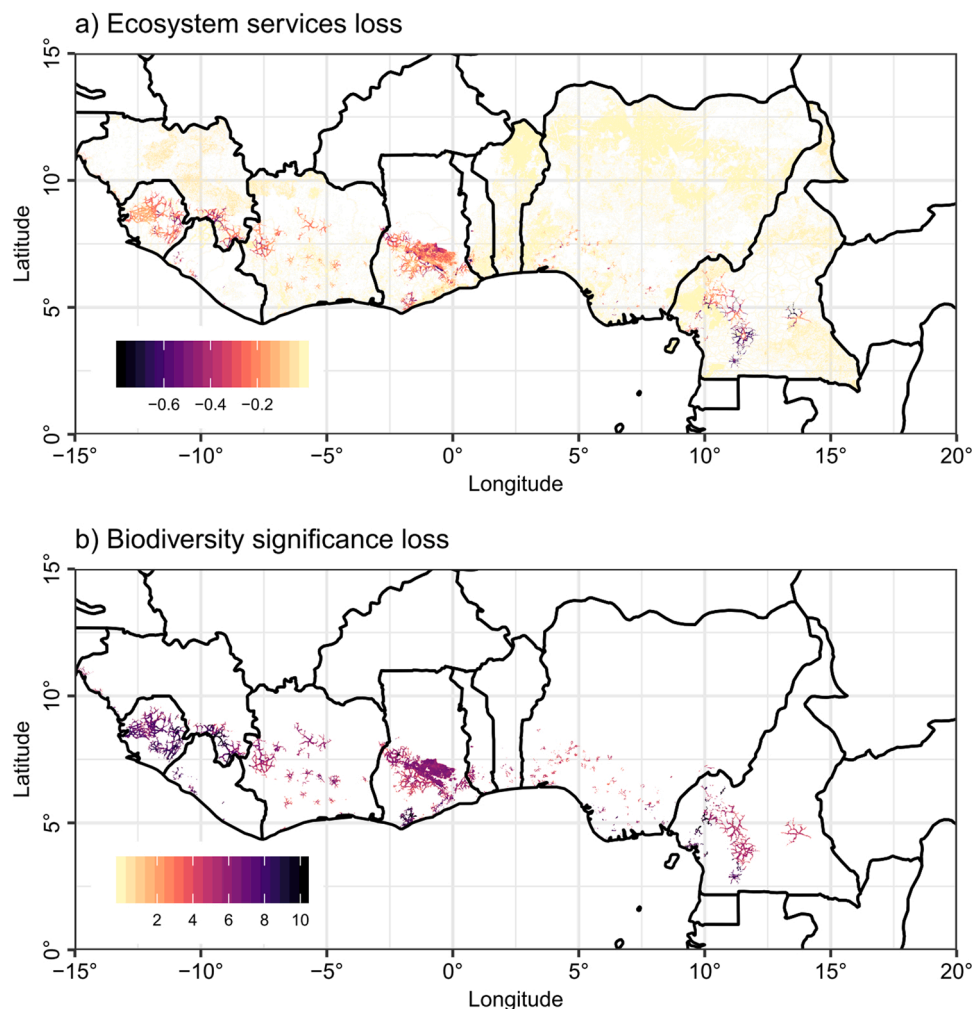 a) Ecosystem services loss
15°
10°
5°
0°
Latitude
−0.6 −0.4 −0.2
−15° −10° −5° 0° 5° 10° 15° 20°
Longitude
b) Biodiversity significance loss
15°
10°
5°
0°
Latitude
2 4 6 8 10
−15° −10° −5° 0° 5° 10° 15° 20°
Longitude